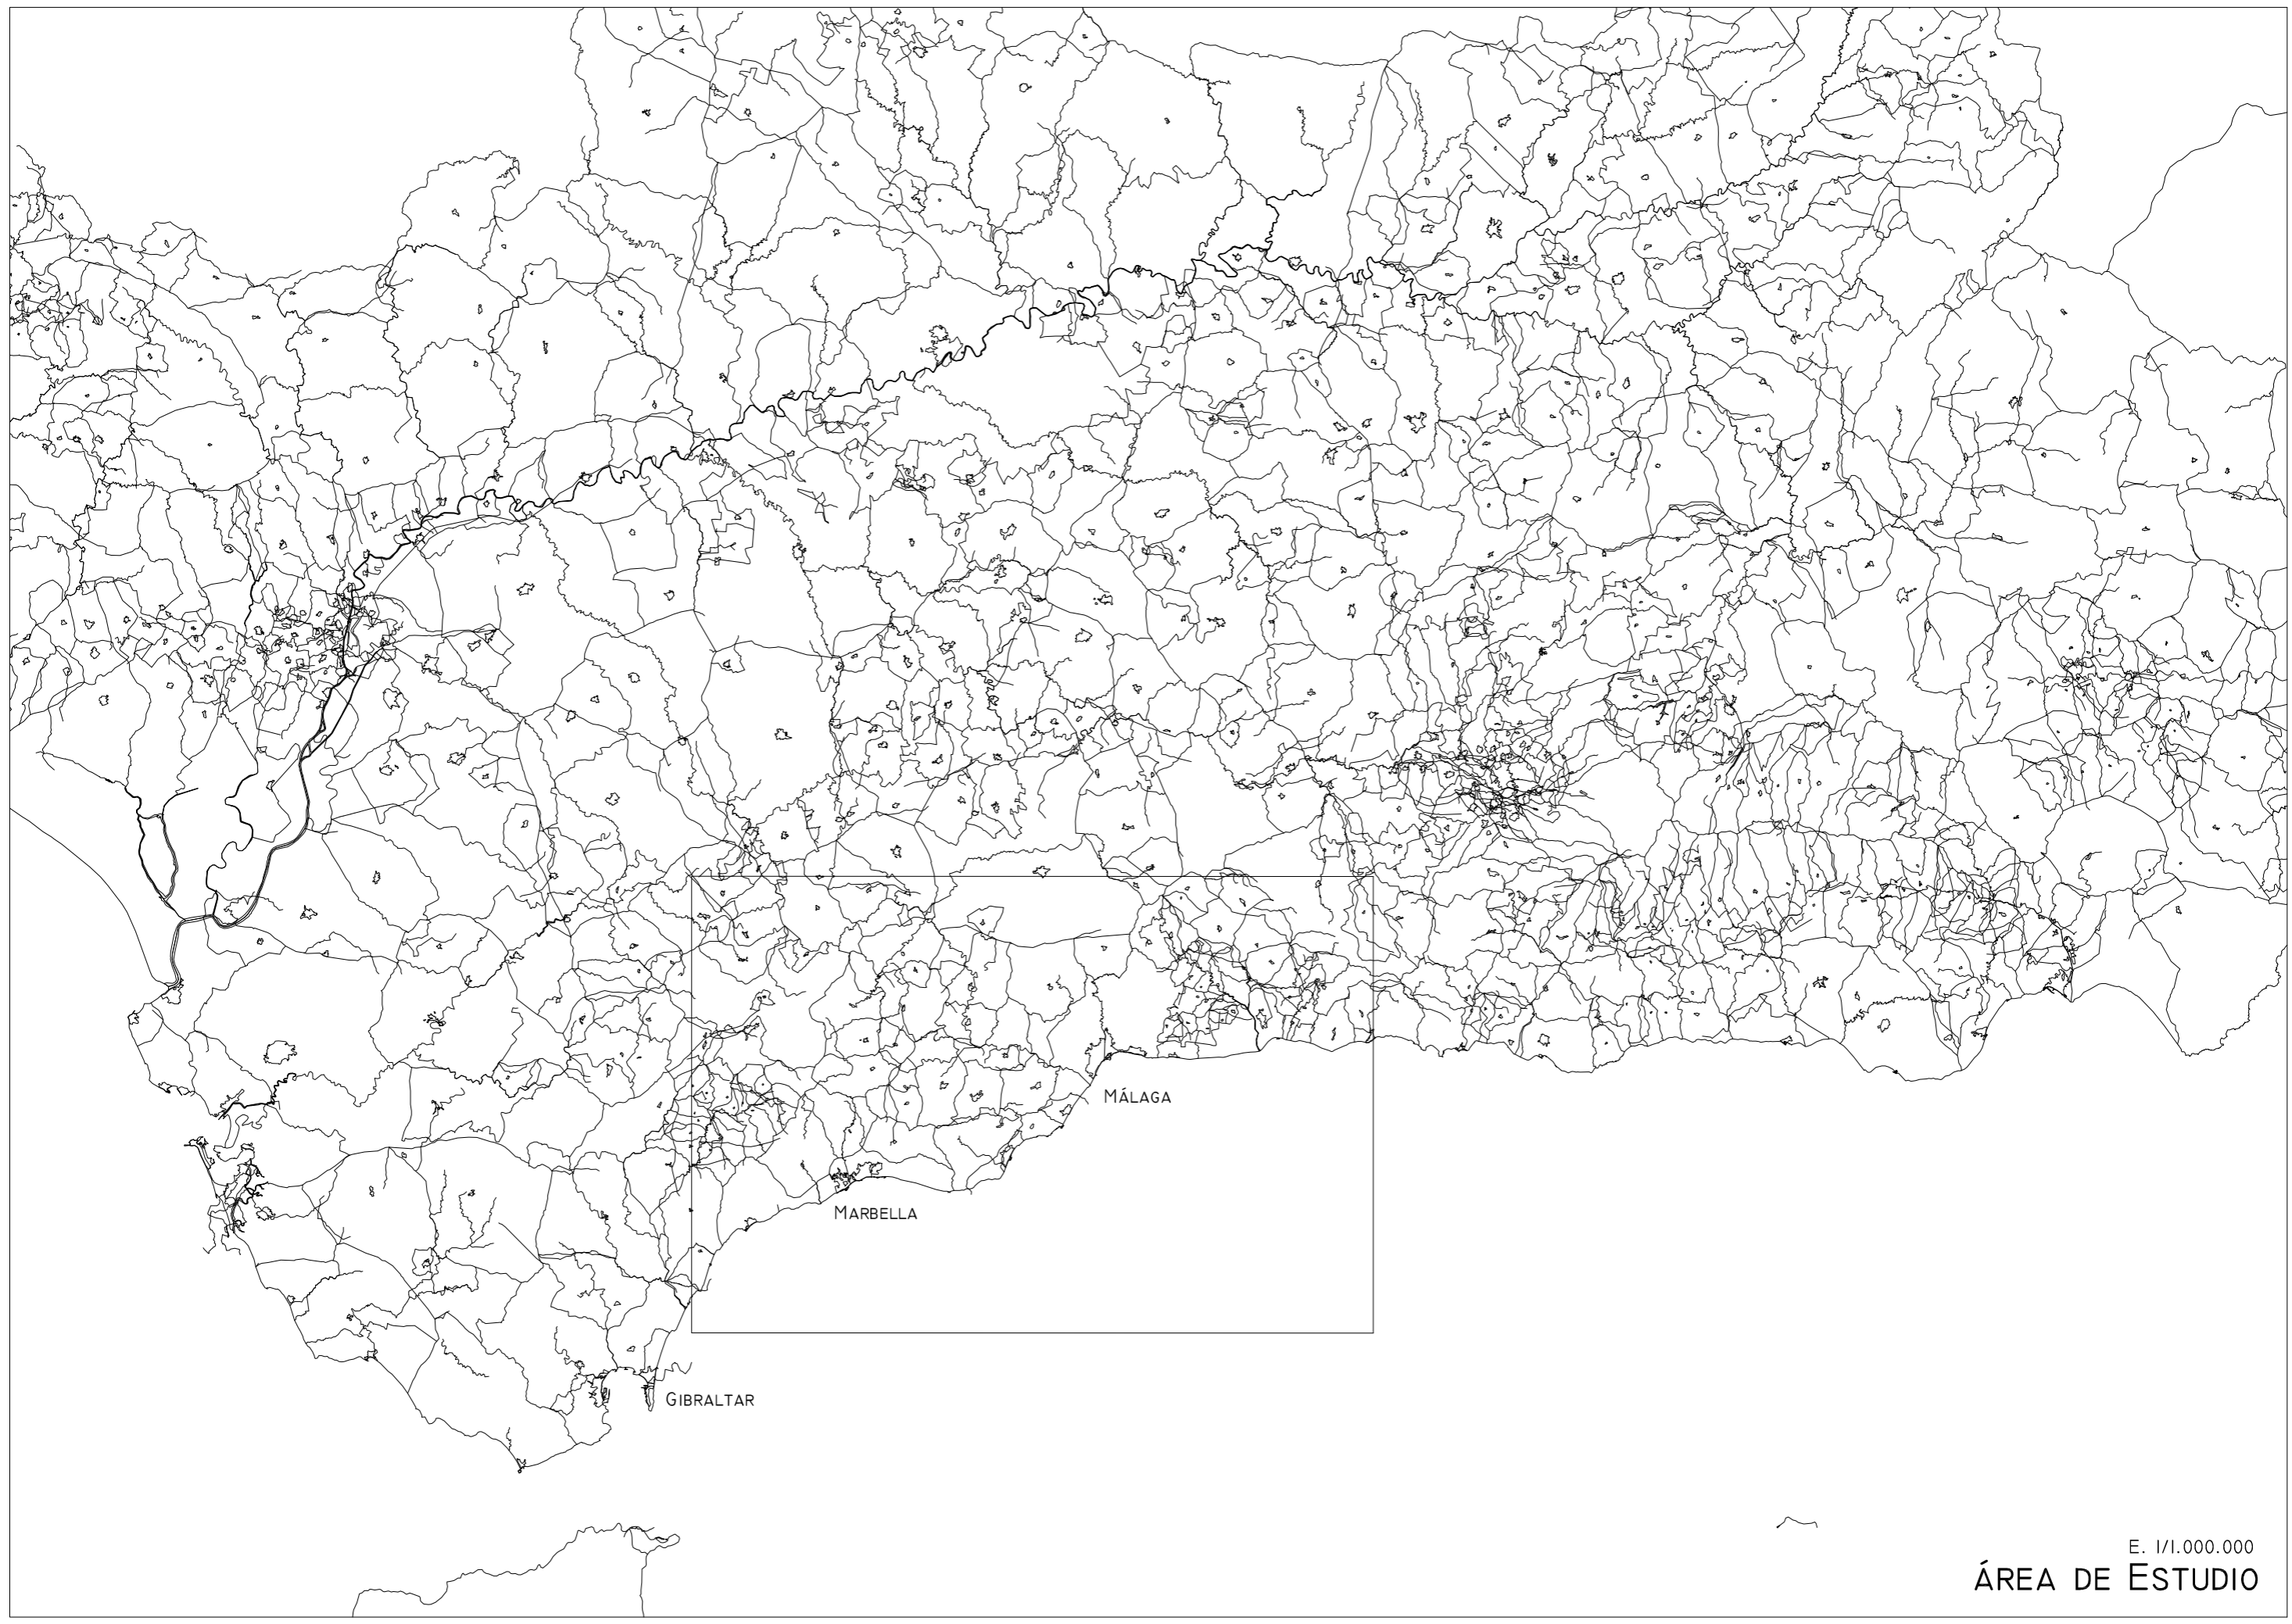 MÁLAGA
MARBELLA
GIBRALTAR
E. 1/1.000.000
ÁREA DE ESTUDIO